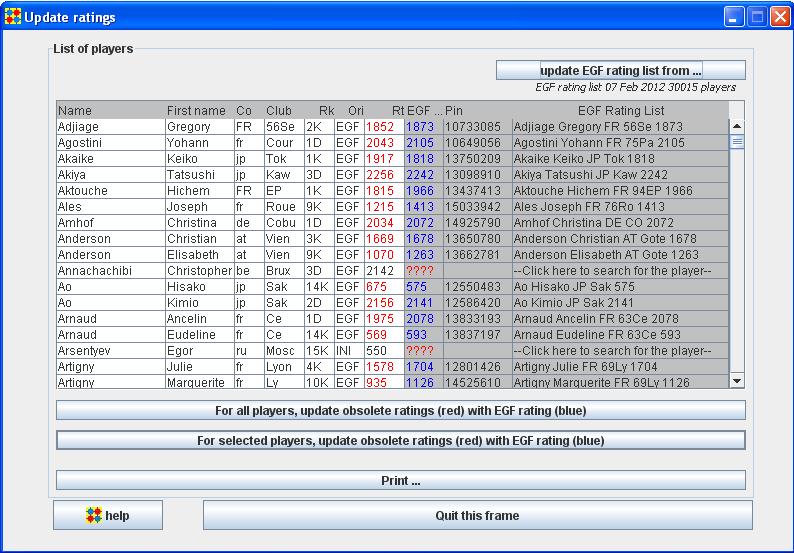 Update ratings
List of players
update EGF rating list from ...
EGF rating list 07 Feb 2012 30015 players
Name First name Co Club Rk Ori Rt EGF ... Pin EGF Rating List
Adjiage Gregory FR 56Se 2K EGF 1852 1873 10733085 Adjiage Gregory FR 56Se 1873
Agostini Yohann fr Cour 1D EGF 2043 2105 10649056 Agostini Yohann FR 75Pa 2105
Akaike Keiko jp Tok 1K EGF 1917 1818 13750209 Akaike Keiko JP Tok 1818
Akiya Tatsushi jp Kaw 3D EGF 2256 2242 13098910 Akiya Tatsushi JP Kaw 2242
Aktouche Hichem FR EP 1K EGF 1815 1966 13437413 Aktouche Hichem FR 94EP 1966
Ales Joseph fr Roue 9K EGF 1215 1413 15033942 Ales Joseph FR 76Ro 1413
Amhof Christina de Cobu 1D EGF 2034 2072 14925790 Amhof Christina DE CO 2072
Anderson Christian at Vien 3K EGF 1669 1678 13650780 Anderson Christian AT Gote 1678
Anderson Elisabeth at Vien 9K EGF 1070 1263 13662781 Anderson Elisabeth AT Gote 1263
Annachachibi Christopher be Brux 3D EGF 2142 ???? --Click here to search for the player--
Ao Hisako jp Sak 14K EGF 675 575 12550483 Ao Hisako JP Sak 575
Ao Kimio jp Sak 2D EGF 2156 2141 12586420 Ao Kimio JP Sak 2141
Arnaud Ancelin fr Ce 1D EGF 1975 2078 13833193 Arnaud Ancelin FR 63Ce 2078
Arnaud Eudeline fr Ce 14K EGF 569 593 13837197 Arnaud Eudeline FR 63Ce 593
Arsentyev Egor ru Mosc 15K INI 550 ???? --Click here to search for the player--
Artigny Julie fr Lyon 4K EGF 1578 1704 12801426 Artigny Julie FR 69Ly 1704
Artigny Marguerite fr Ly 10K EGF 935 1126 14525610 Artigny Marguerite FR 69Ly 1126
For all players, update obsolete ratings (red) with EGF rating (blue)
For selected players, update obsolete ratings (red) with EGF rating (blue)
Print ...
help Quit this frame